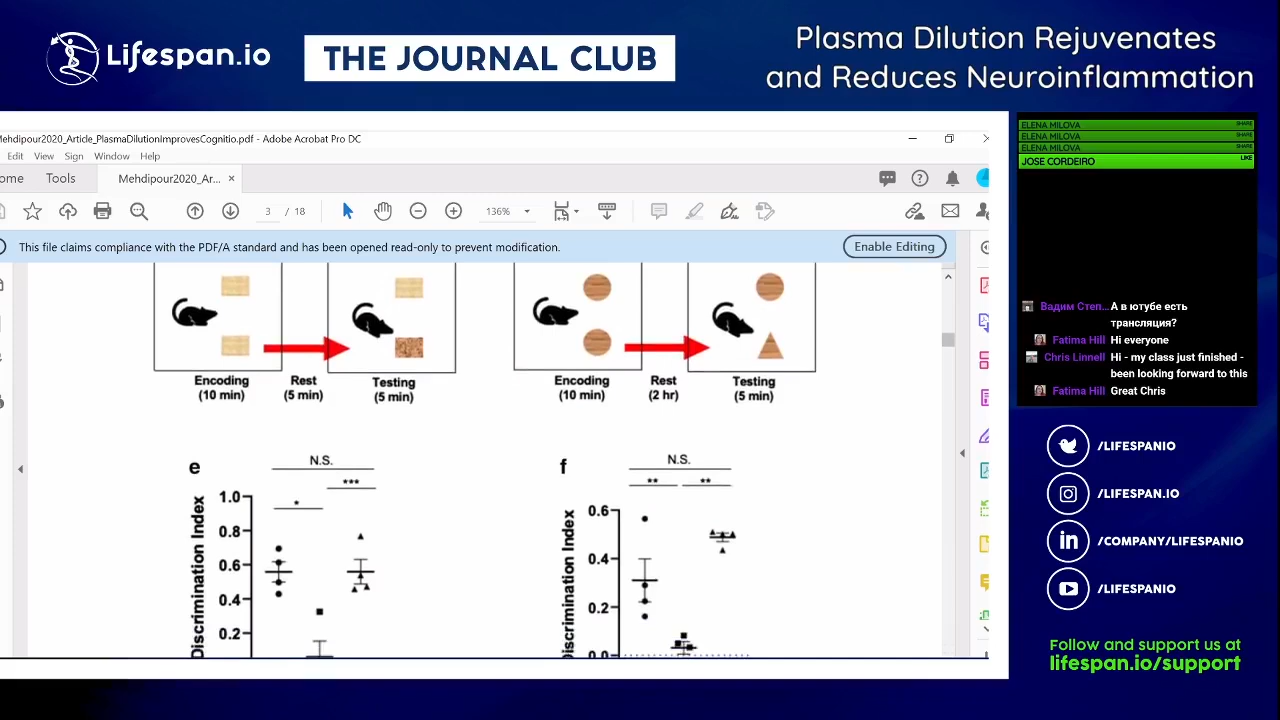 Lifespan.io
THE JOURNAL CLUB
Plasma Dilution Rejuvenates
and Reduces Neuroinflammation
Mehdipour2020_Article_PlasmaDilutionImprovesCognitio.pdf - Adobe Acrobat Pro DC
Edit View Sign Window Help
ome Tools Mehdipour2020_Ar... ×
3 / 18 136%
This file claims compliance with the PDF/A standard and has been opened read-only to prevent modification.
Enable Editing
Encoding
(10 min)
Rest
(5 min)
Testing
(5 min)
Encoding
(10 min)
Rest
(2 hr)
Testing
(5 min)
e
N.S.
***
*
Discrimination Index
1.0
0.8
0.6
0.4
0.2
f
N.S.
** **
Discrimination Index
0.6
0.4
0.2
0.0
ELENA MILOVA SHARE
ELENA MILOVA SHARE
ELENA MILOVA SHARE
JOSE CORDEIRO LIKE
Вадим Степ... А в ютубе есть
трансляция?
Fatima Hill Hi everyone
Chris Linnell Hi - my class just finished -
been looking forward to this
Fatima Hill Great Chris
/LIFESPANIO
/LIFESPAN.IO
/COMPANY/LIFESPANIO
/LIFESPANIO
Follow and support us at
lifespan.io/support